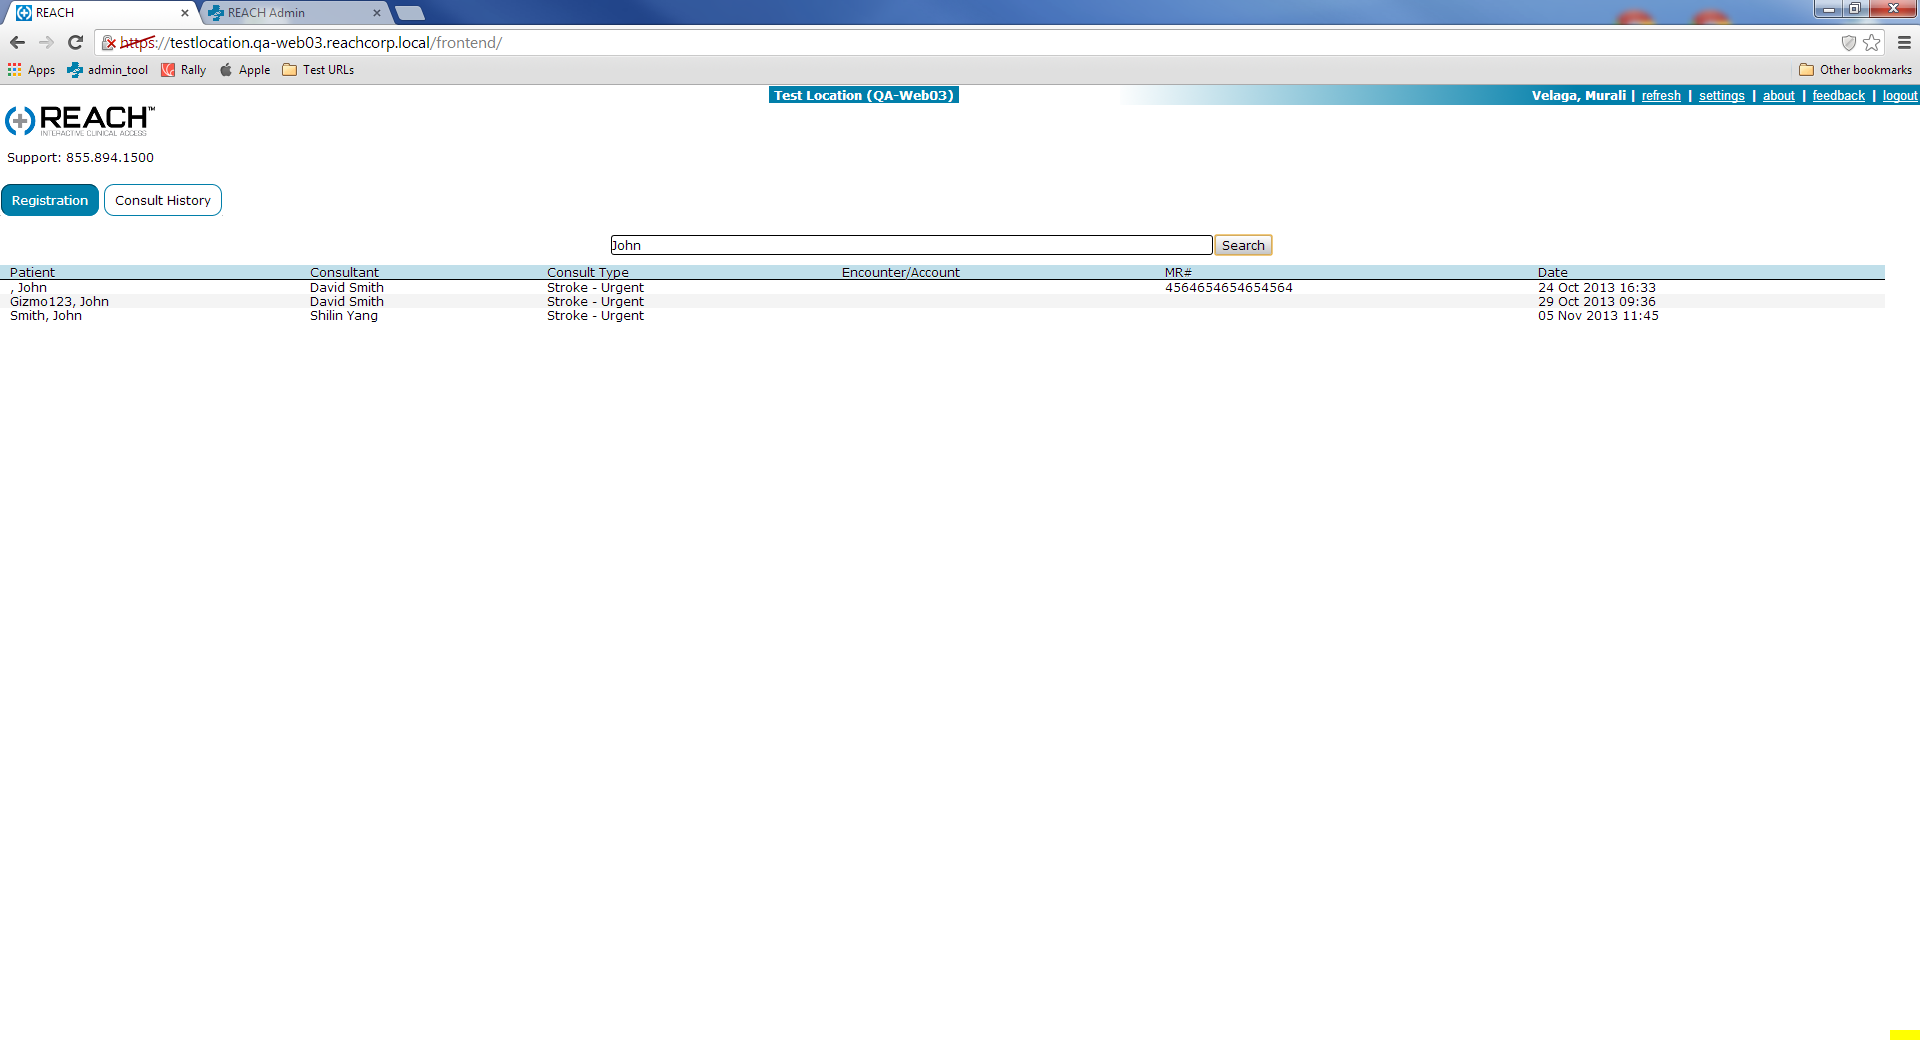 REACH
REACH Admin
https://testlocation.qa-web03.reachcorp.local/frontend/
Apps admin_tool Rally Apple Test URLs Other bookmarks
Test Location (QA-Web03) Velaga, Murali | refresh | settings | about | feedback | logout
REACH™
INTERACTIVE CLINICAL ACCESS
Support: 855.894.1500
Registration Consult History
John Search
Patient Consultant Consult Type Encounter/Account MR# Date
, John David Smith Stroke - Urgent 4564654654654564 24 Oct 2013 16:33
Gizmo123, John David Smith Stroke - Urgent 29 Oct 2013 09:36
Smith, John Shilin Yang Stroke - Urgent 05 Nov 2013 11:45